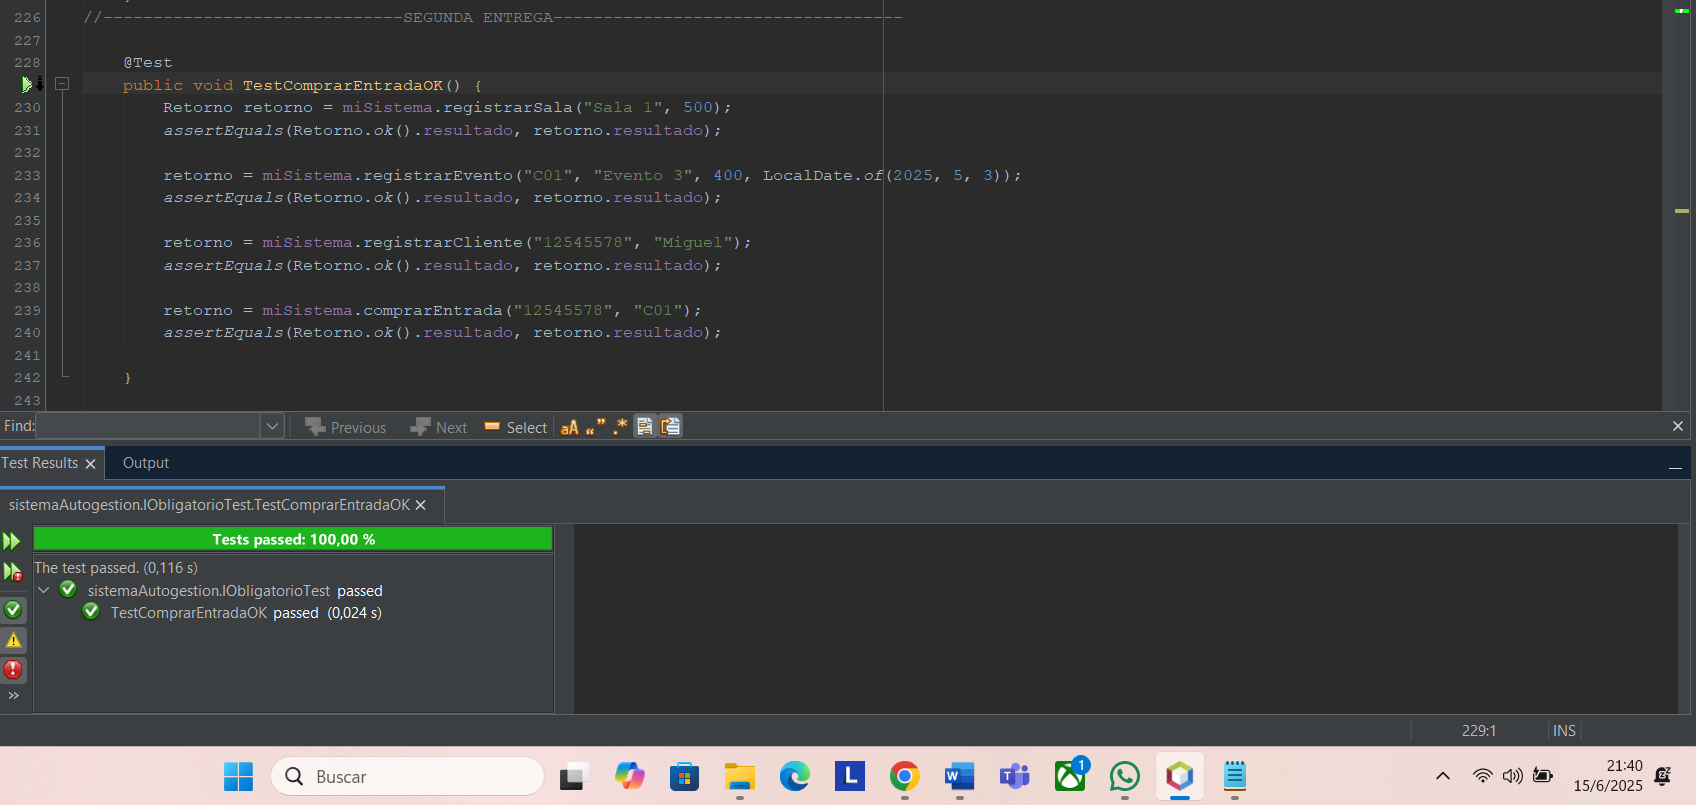 226 //------------------------------SEGUNDA ENTREGA-----------------------------------
227
228 @Test
public void TestComprarEntradaOK() {
230 Retorno retorno = miSistema.registrarSala("Sala 1", 500);
231 assertEquals(Retorno.ok().resultado, retorno.resultado);
232
233 retorno = miSistema.registrarEvento("C01", "Evento 3", 400, LocalDate.of(2025, 5, 3));
234 assertEquals(Retorno.ok().resultado, retorno.resultado);
235
236 retorno = miSistema.registrarCliente("12545578", "Miguel");
237 assertEquals(Retorno.ok().resultado, retorno.resultado);
238
239 retorno = miSistema.comprarEntrada("12545578", "C01");
240 assertEquals(Retorno.ok().resultado, retorno.resultado);
241
242 }
243
Find: Previous Next Select aA „” .*
Test Results Output
sistemaAutogestion.IObligatorioTest.TestComprarEntradaOK
Tests passed: 100,00 %
The test passed. (0,116 s)
sistemaAutogestion.IObligatorioTest passed
TestComprarEntradaOK passed (0,024 s)
229:1 INS
Buscar
L
W
1
21:40
15/6/2025